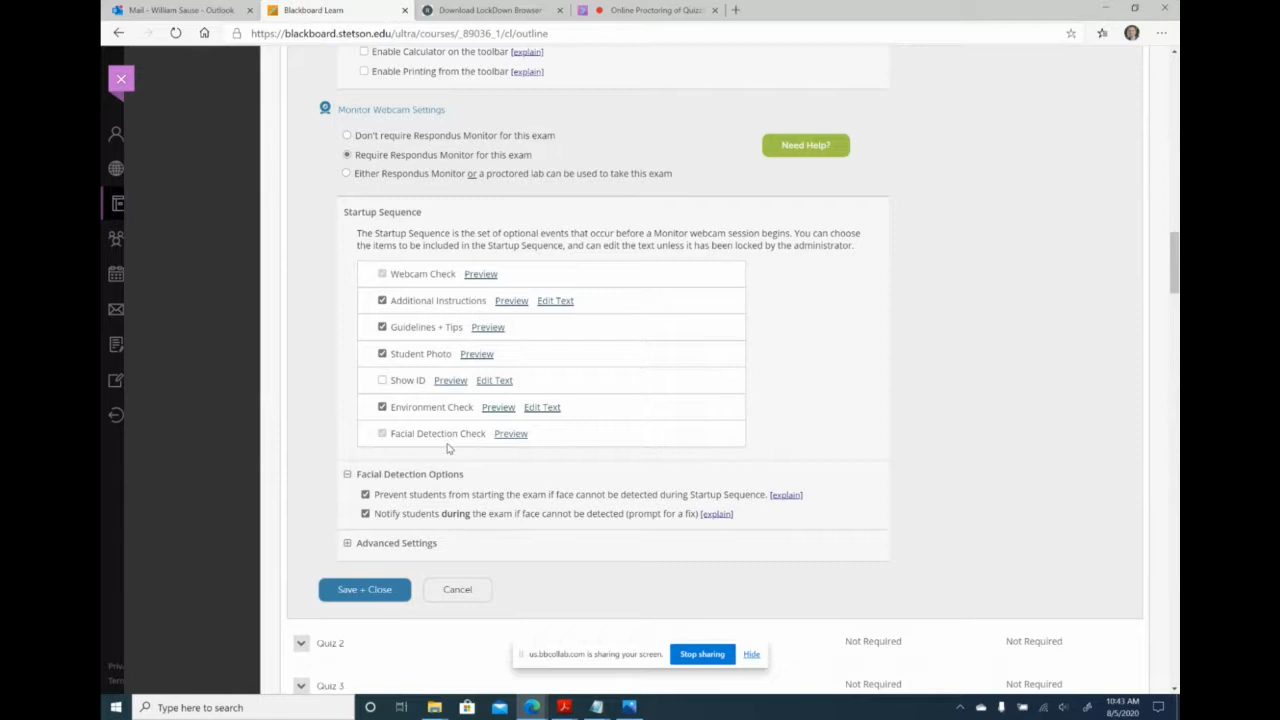 Mail - William Sause - Outlook
Blackboard Learn
Download LockDown Browser
Online Proctoring of Quizz
https://blackboard.stetson.edu/ultra/courses/_89036_1/cl/outline
Enable Calculator on the toolbar [explain]
Enable Printing from the toolbar [explain]
Monitor Webcam Settings
Don't require Respondus Monitor for this exam
Need Help?
Require Respondus Monitor for this exam
Either Respondus Monitor or a proctored lab can be used to take this exam
Startup Sequence
The Startup Sequence is the set of optional events that occur before a Monitor webcam session begins. You can choose
the items to be included in the Startup Sequence, and can edit the text unless it has been locked by the administrator.
Webcam Check Preview
Additional Instructions Preview Edit Text
Guidelines + Tips Preview
Student Photo Preview
Show ID Preview Edit Text
Environment Check Preview Edit Text
Facial Detection Check Preview
Facial Detection Options
Prevent students from starting the exam if face cannot be detected during Startup Sequence. [explain]
Notify students during the exam if face cannot be detected (prompt for a fix) [explain]
Advanced Settings
Save + Close Cancel
Quiz 2 Not Required Not Required
us.bbcollab.com is sharing your screen. Stop sharing Hide
Priva
Term
Quiz 3 Not Required Not Required
Type here to search
10:43 AM
8/5/2020